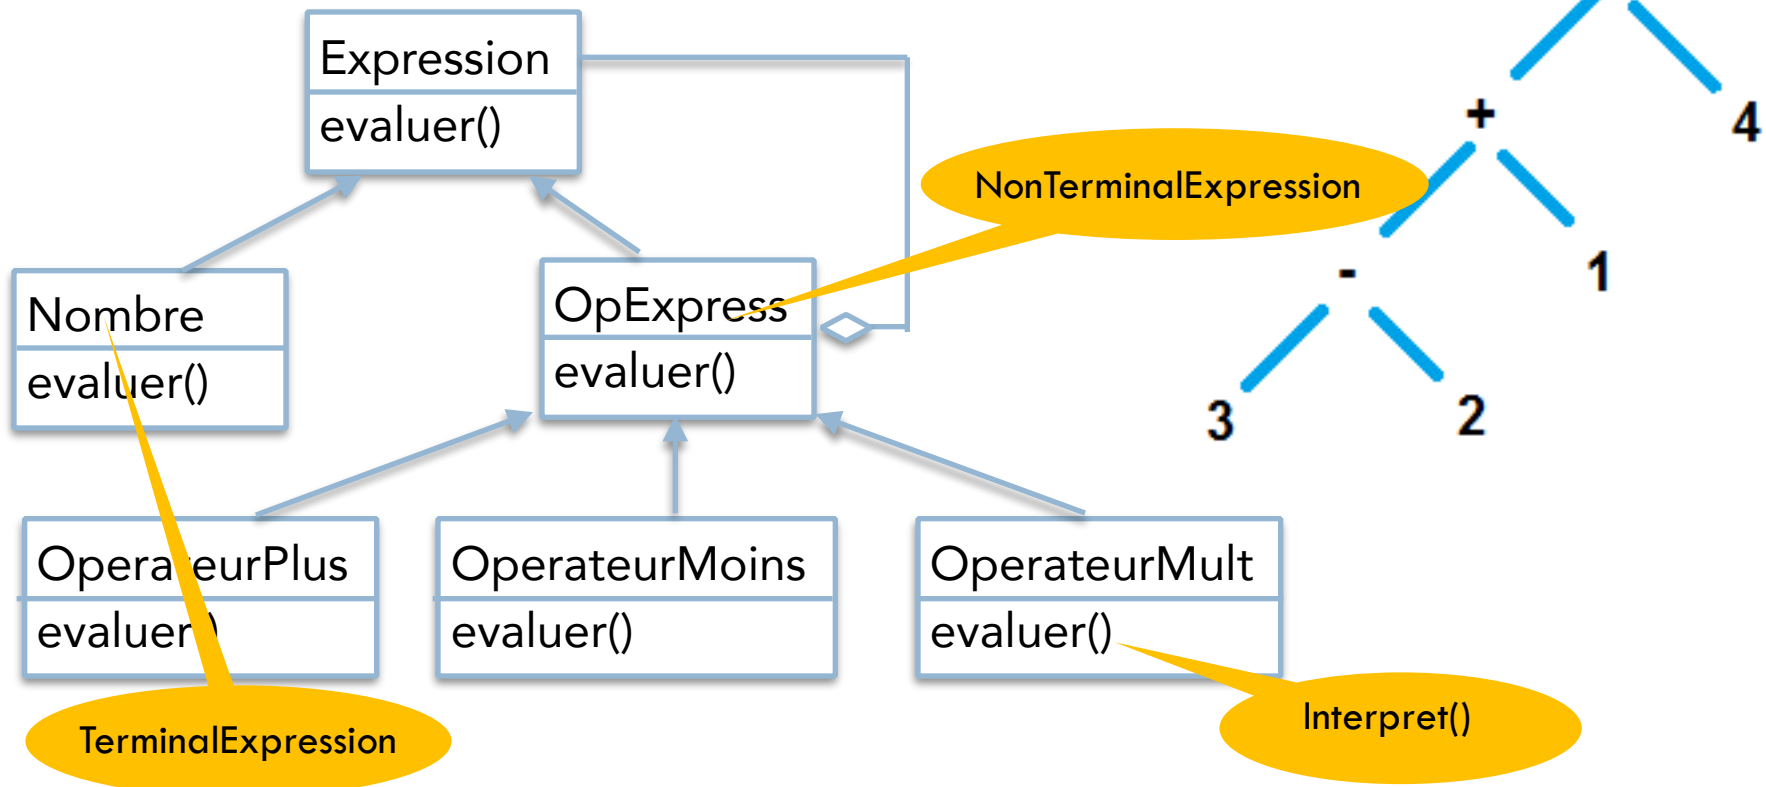 Expression
evaluer()
+
4
NonTerminalExpression
-
1
Nombre
evaluer()
OpExpress
evaluer()
3
2
OperateurPlus
evaluer()
OperateurMoins
evaluer()
OperateurMult
evaluer()
TerminalExpression
Interpret()